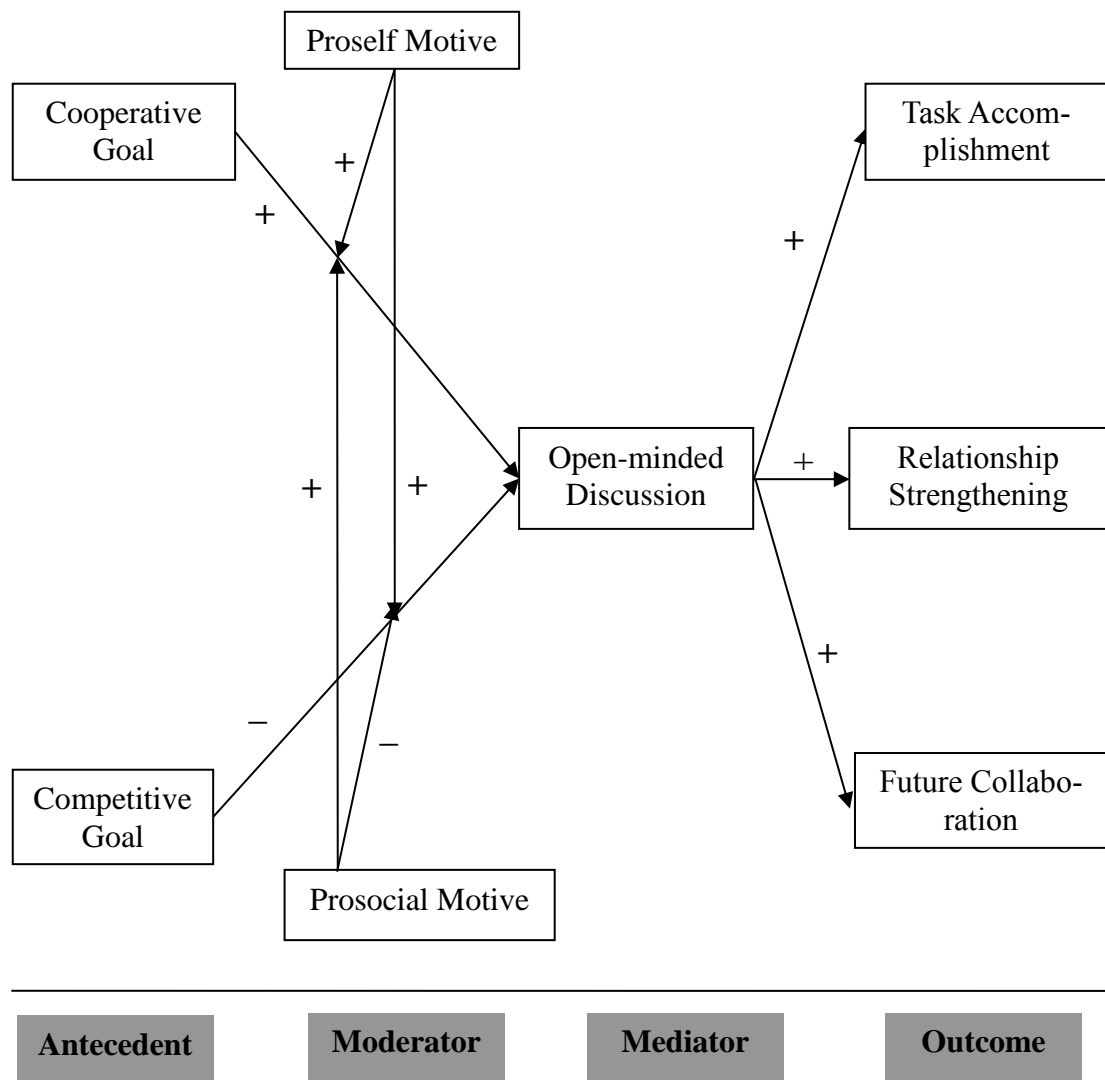 Proself Motive
Cooperative
Goal
Task Accom-
plishment
+
+
+
Open-minded
Discussion
Relationship
Strengthening
+
+
+
+
−
−
Competitive
Goal
Future Collabo-
ration
Prosocial Motive
Antecedent
Moderator
Mediator
Outcome